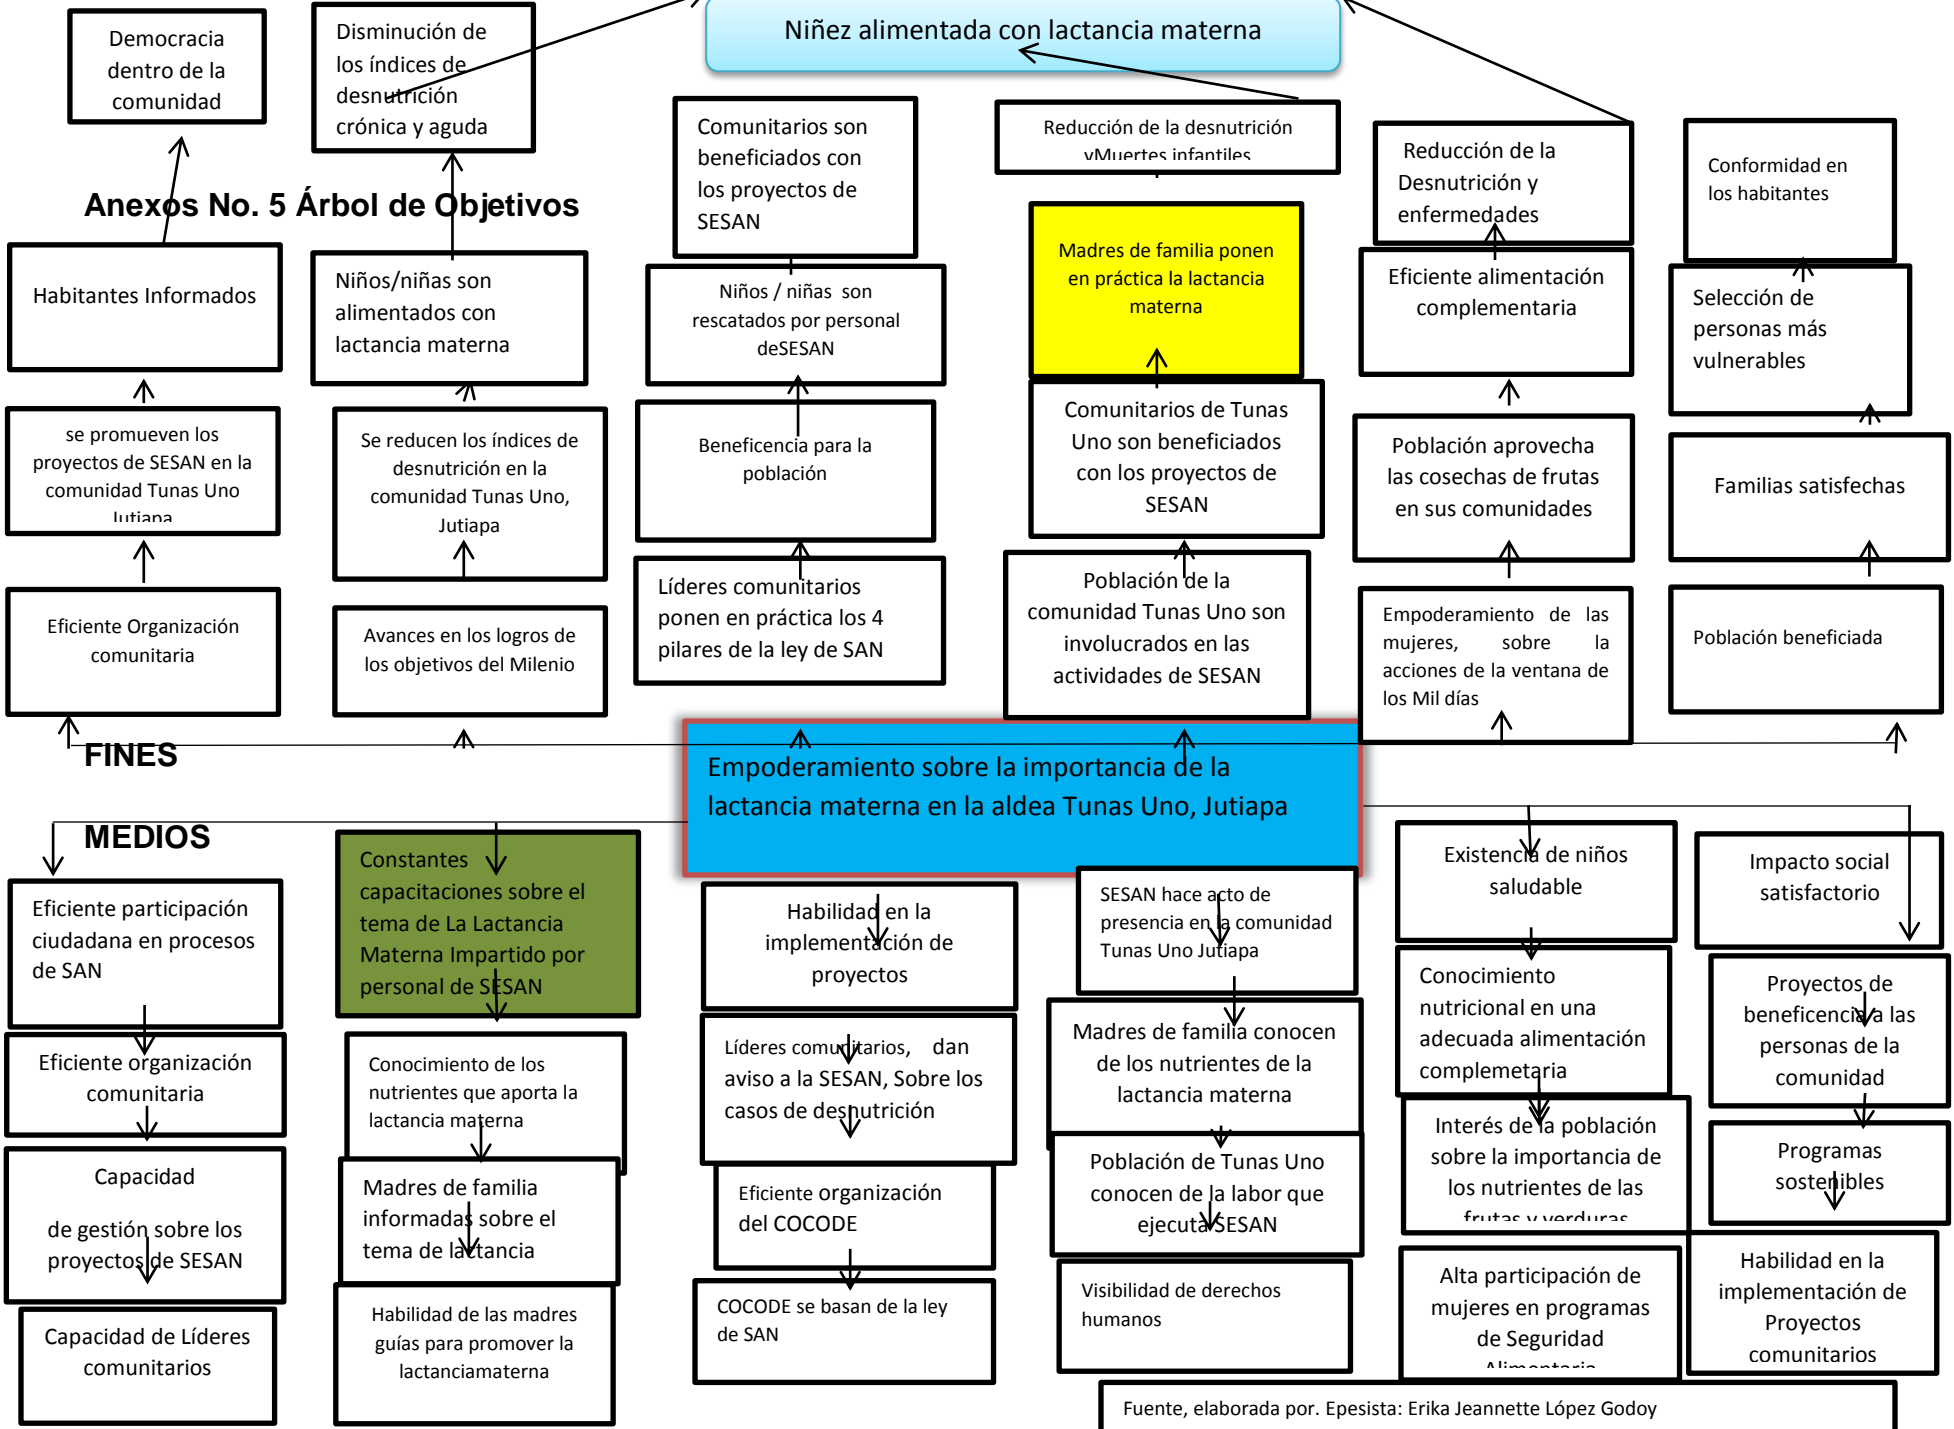 Niñez alimentada con lactancia materna
Democracia
dentro de la
comunidad
Disminución de
los índices de
desnutrición
crónica y aguda
Comunitarios son
beneficiados con
los proyectos de
SESAN
Reducción de la desnutrición
yMuertes infantiles
Reducción de la
Desnutrición y
enfermedades
Conformidad en
los habitantes
Anexos No. 5 Árbol de Objetivos
Habitantes Informados
Niños/niñas son
alimentados con
lactancia materna
Niños / niñas son
rescatados por personal
deSESAN
Madres de familia ponen
en práctica la lactancia
materna
Eficiente alimentación
complementaria
Selección de
personas más
vulnerables
se promueven los
proyectos de SESAN en la
comunidad Tunas Uno
Jutiapa
Se reducen los índices de
desnutrición en la
comunidad Tunas Uno,
Jutiapa
Beneficencia para la
población
Comunitarios de Tunas
Uno son beneficiados
con los proyectos de
SESAN
Población aprovecha
las cosechas de frutas
en sus comunidades
Familias satisfechas
Eficiente Organización
comunitaria
Avances en los logros de
los objetivos del Milenio
Líderes comunitarios
ponen en práctica los 4
pilares de la ley de SAN
Población de la
comunidad Tunas Uno son
involucrados en las
actividades de SESAN
Empoderamiento de las
mujeres, sobre la
acciones de la ventana de
los Mil días
Población beneficiada
FINES
Empoderamiento sobre la importancia de la
lactancia materna en la aldea Tunas Uno, Jutiapa
MEDIOS
Eficiente participación
ciudadana en procesos
de SAN
Constantes
capacitaciones sobre el
tema de La Lactancia
Materna Impartido por
personal de SESAN
Habilidad en la
implementación de
proyectos
SESAN hace acto de
presencia en la comunidad
Tunas Uno Jutiapa
Existencia de niños
saludable
Impacto social
satisfactorio
Eficiente organización
comunitaria
Conocimiento de los
nutrientes que aporta la
lactancia materna
Líderes comunitarios, dan
aviso a la SESAN, Sobre los
casos de desnutrición
Madres de familia conocen
de los nutrientes de la
lactancia materna
Conocimiento
nutricional en una
adecuada alimentación
complemetaria
Proyectos de
beneficencia a las
personas de la
comunidad
Capacidad
de gestión sobre los
proyectos de SESAN
Madres de familia
informadas sobre el
tema de lactancia
Eficiente organización
del COCODE
Población de Tunas Uno
conocen de la labor que
ejecuta SESAN
Interés de la población
sobre la importancia de
los nutrientes de las
frutas y verduras
Programas
sostenibles
Capacidad de Líderes
comunitarios
Habilidad de las madres
guías para promover la
lactanciamaterna
COCODE se basan de la ley
de SAN
Visibilidad de derechos
humanos
Alta participación de
mujeres en programas
de Seguridad
Alimentaria
Habilidad en la
implementación de
Proyectos
comunitarios
Fuente, elaborada por. Epesista: Erika Jeannette López Godoy